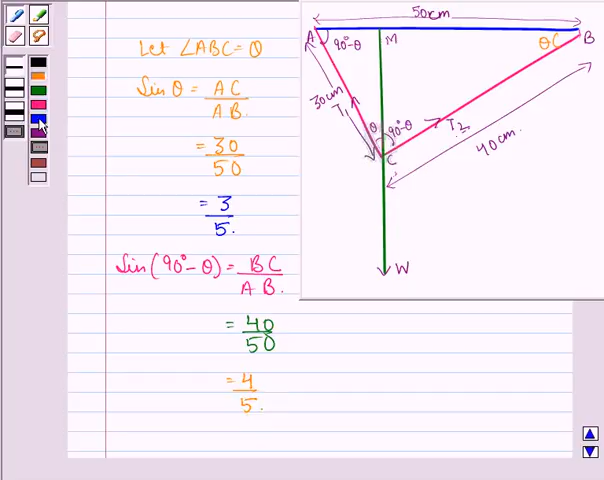 Let ∠ABC = θ
Sin θ = AC
AB.
= 30
50
= 3
5.
Sin (90° - θ) = BC
AB.
= 40
50
= 4
5.
50cm
A
M
B
90°-θ
θ
30cm
T₁
θ
90°-θ
T₂
40cm.
C
W